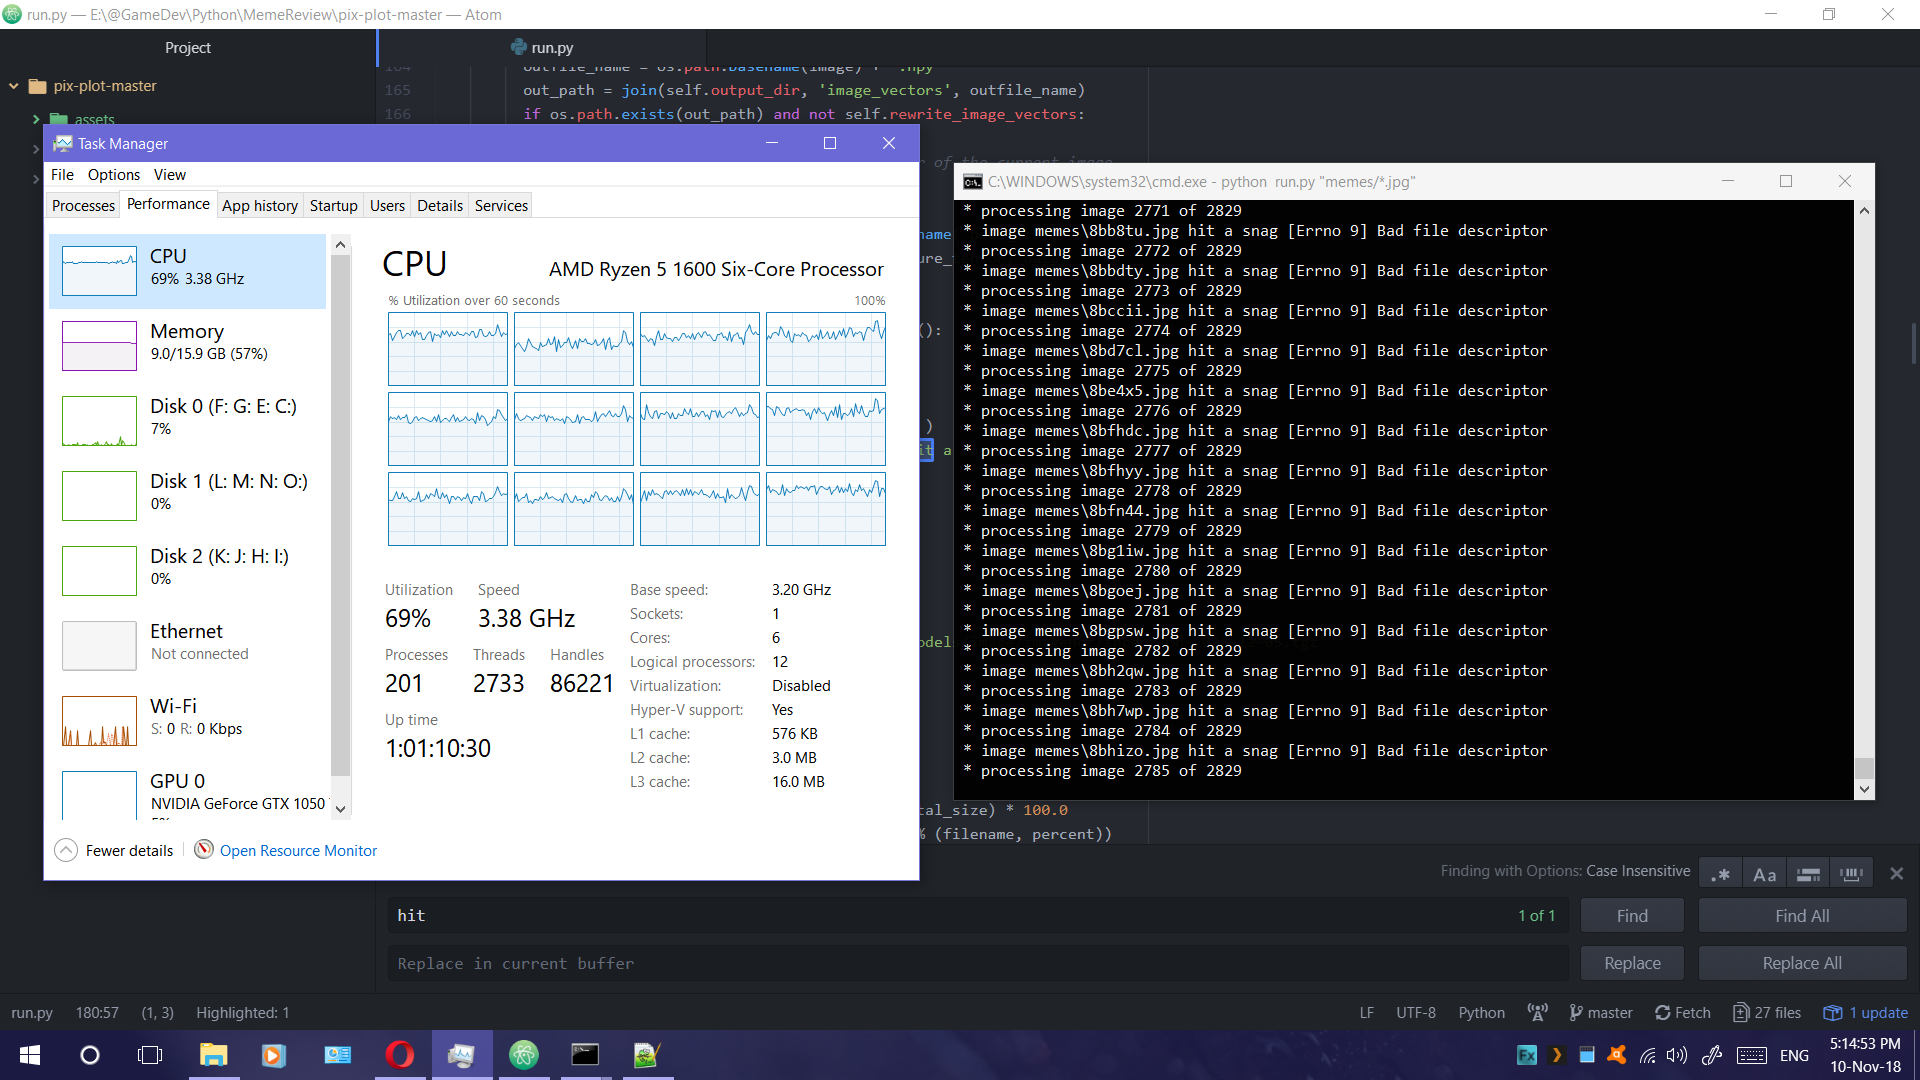 run.py — E:\@GameDev\Python\MemeReview\pix-plot-master — Atom
Project
run.py
pix-plot-master
assets
164
outfile_name = os.path.basename(image) + '.npy'
165
out_path = join(self.output_dir, 'image_vectors', outfile_name)
166
if os.path.exists(out_path) and not self.rewrite_image_vectors:
Task Manager
File Options View
Processes Performance App history Startup Users Details Services
CPU
69% 3.38 GHz
Memory
9.0/15.9 GB (57%)
Disk 0 (F: G: E: C:)
7%
Disk 1 (L: M: N: O:)
0%
Disk 2 (K: J: H: I:)
0%
Ethernet
Not connected
Wi-Fi
S: 0 R: 0 Kbps
GPU 0
NVIDIA GeForce GTX 1050
CPU
AMD Ryzen 5 1600 Six-Core Processor
% Utilization over 60 seconds
100%
Utilization Speed
69% 3.38 GHz
Processes Threads Handles
201 2733 86221
Up time
1:01:10:30
Base speed: 3.20 GHz
Sockets: 1
Cores: 6
Logical processors: 12
Virtualization: Disabled
Hyper-V support: Yes
L1 cache: 576 KB
L2 cache: 3.0 MB
L3 cache: 16.0 MB
Fewer details
Open Resource Monitor
of the current image
name
ure_
():
)
it a
odel
tal_size) * 100.0
% (filename, percent))
C:\WINDOWS\system32\cmd.exe - python run.py "memes/*.jpg"
* processing image 2771 of 2829
* image memes\8bb8tu.jpg hit a snag [Errno 9] Bad file descriptor
* processing image 2772 of 2829
* image memes\8bbdty.jpg hit a snag [Errno 9] Bad file descriptor
* processing image 2773 of 2829
* image memes\8bccii.jpg hit a snag [Errno 9] Bad file descriptor
* processing image 2774 of 2829
* image memes\8bd7cl.jpg hit a snag [Errno 9] Bad file descriptor
* processing image 2775 of 2829
* image memes\8be4x5.jpg hit a snag [Errno 9] Bad file descriptor
* processing image 2776 of 2829
* image memes\8bfhdc.jpg hit a snag [Errno 9] Bad file descriptor
* processing image 2777 of 2829
* image memes\8bfhyy.jpg hit a snag [Errno 9] Bad file descriptor
* processing image 2778 of 2829
* image memes\8bfn44.jpg hit a snag [Errno 9] Bad file descriptor
* processing image 2779 of 2829
* image memes\8bg1iw.jpg hit a snag [Errno 9] Bad file descriptor
* processing image 2780 of 2829
* image memes\8bgoej.jpg hit a snag [Errno 9] Bad file descriptor
* processing image 2781 of 2829
* image memes\8bgpsw.jpg hit a snag [Errno 9] Bad file descriptor
* processing image 2782 of 2829
* image memes\8bh2qw.jpg hit a snag [Errno 9] Bad file descriptor
* processing image 2783 of 2829
* image memes\8bh7wp.jpg hit a snag [Errno 9] Bad file descriptor
* processing image 2784 of 2829
* image memes\8bhizo.jpg hit a snag [Errno 9] Bad file descriptor
* processing image 2785 of 2829
Finding with Options: Case Insensitive
.* Aa
hit
1 of 1
Find
Find All
Replace in current buffer
Replace
Replace All
run.py 180:57 (1, 3) Highlighted: 1
LF UTF-8 Python master Fetch 27 files 1 update
Fx
ENG
5:14:53 PM
10-Nov-18